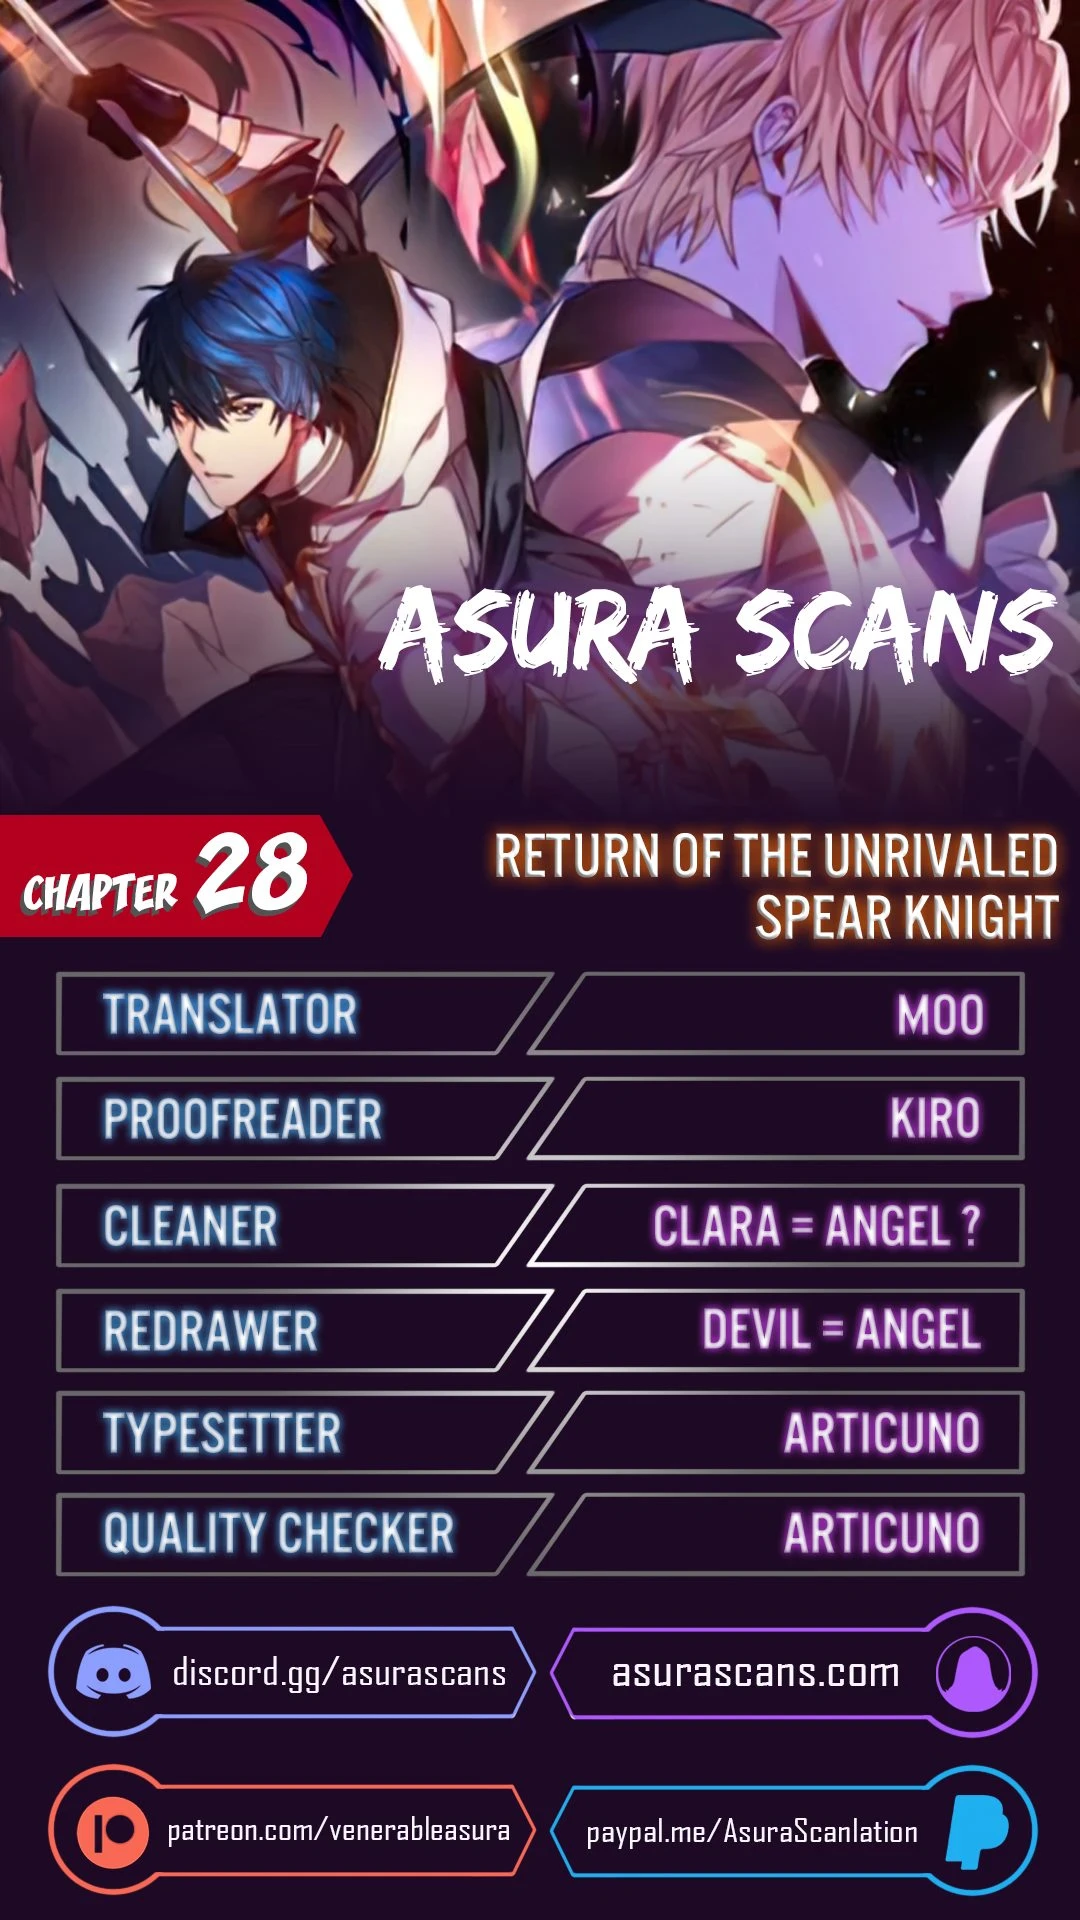 ASURA SCANS
CHAPTER 28
RETURN OF THE UNRIVALED
SPEAR KNIGHT
TRANSLATOR MOO
PROOFREADER KIRO
CLEANER CLARA = ANGEL ?
REDRAWER DEVIL = ANGEL
TYPESETTER ARTICUNO
QUALITY CHECKER ARTICUNO
discord.gg/asurascans asurascans.com
patreon.com/venerableasura paypal.me/AsuraScanlation